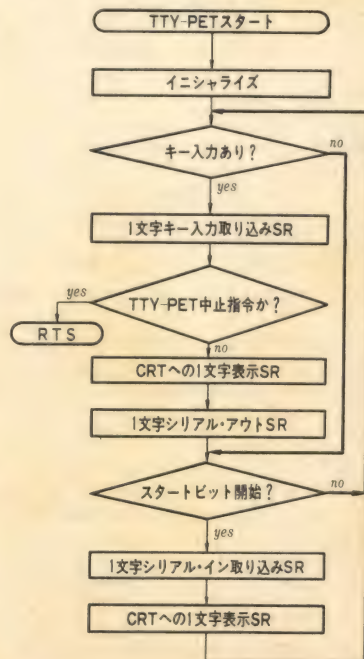 TTY-PETスタート
イニシャライズ
キー入力あり?
no
yes
1文字キー入力取り込みSR
yes
TTY-PET中止指令か?
RTS
no
CRTへの1文字表示SR
1文字シリアル・アウトSR
スタートビット開始?
no
yes
1文字シリアル・イン取り込みSR
CRTへの1文字表示SR